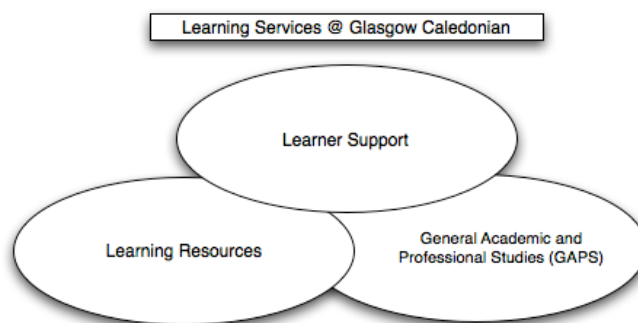 Learning Services @ Glasgow Caledonian
Learner Support
Learning Resources
General Academic and
Professional Studies (GAPS)